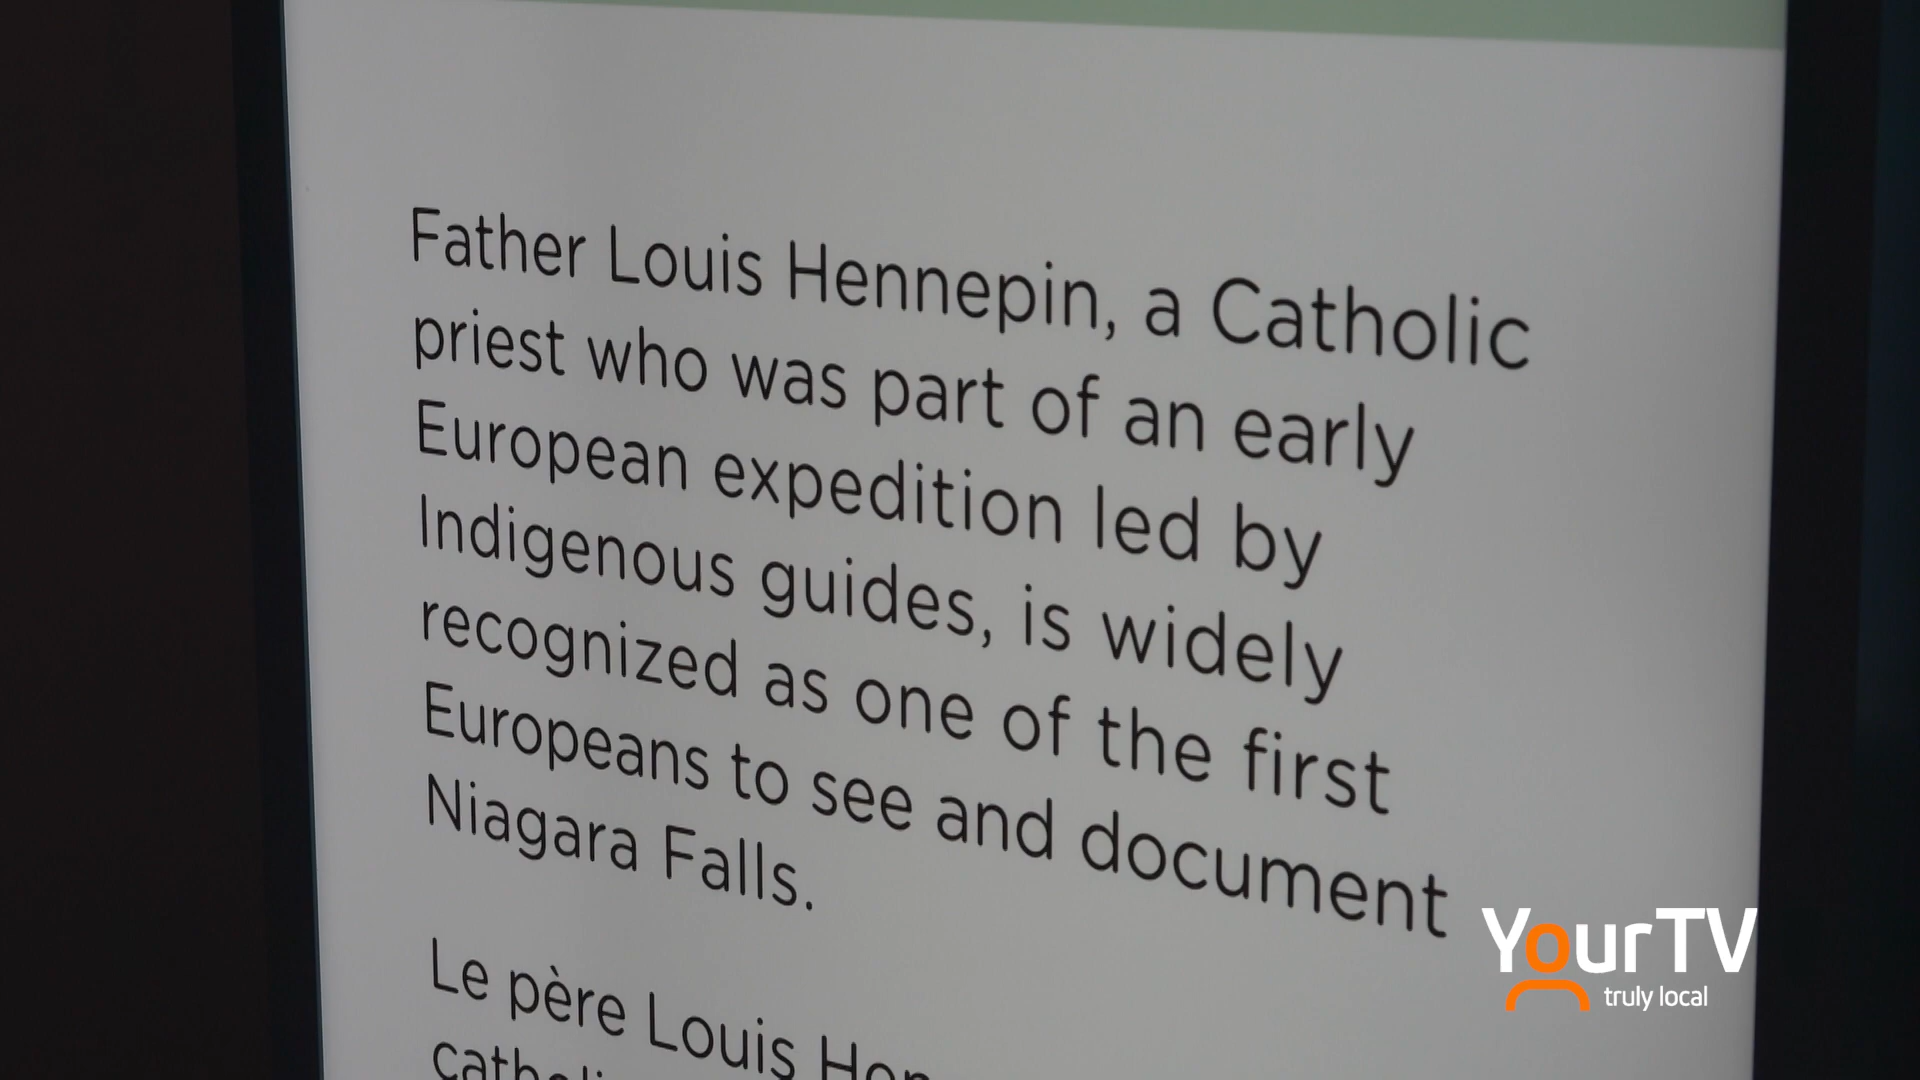 Father Louis Hennepin, a Catholic
priest who was part of an early
European expedition led by
Indigenous guides, is widely
recognized as one of the first
Europeans to see and document
Niagara Falls.
Le père Louis
YourTV
truly local